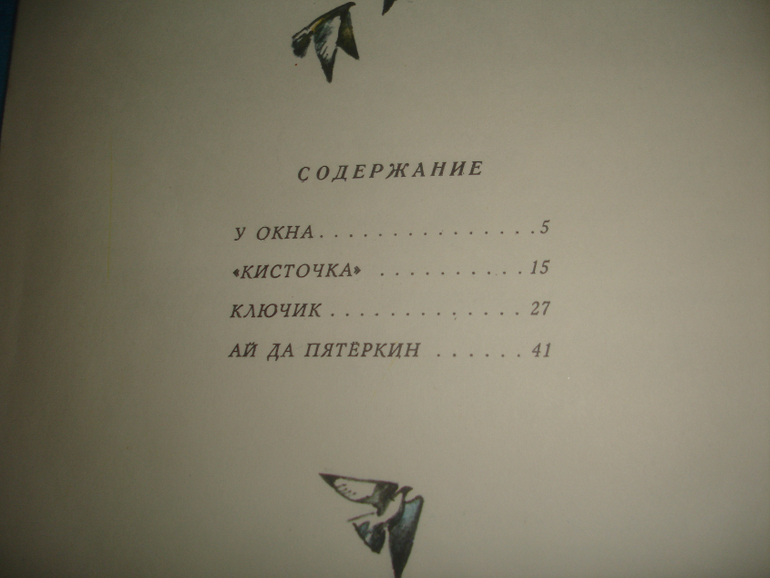 СОДЕРЖАНИЕ
У ОКНА . . . . . . . . . . . . . . . 5
«КИСТОЧКА» . . . . . . . . . . 15
КЛЮЧИК . . . . . . . . . . . . . 27
АЙ ДА ПЯТЁРКИН . . . . . . 41